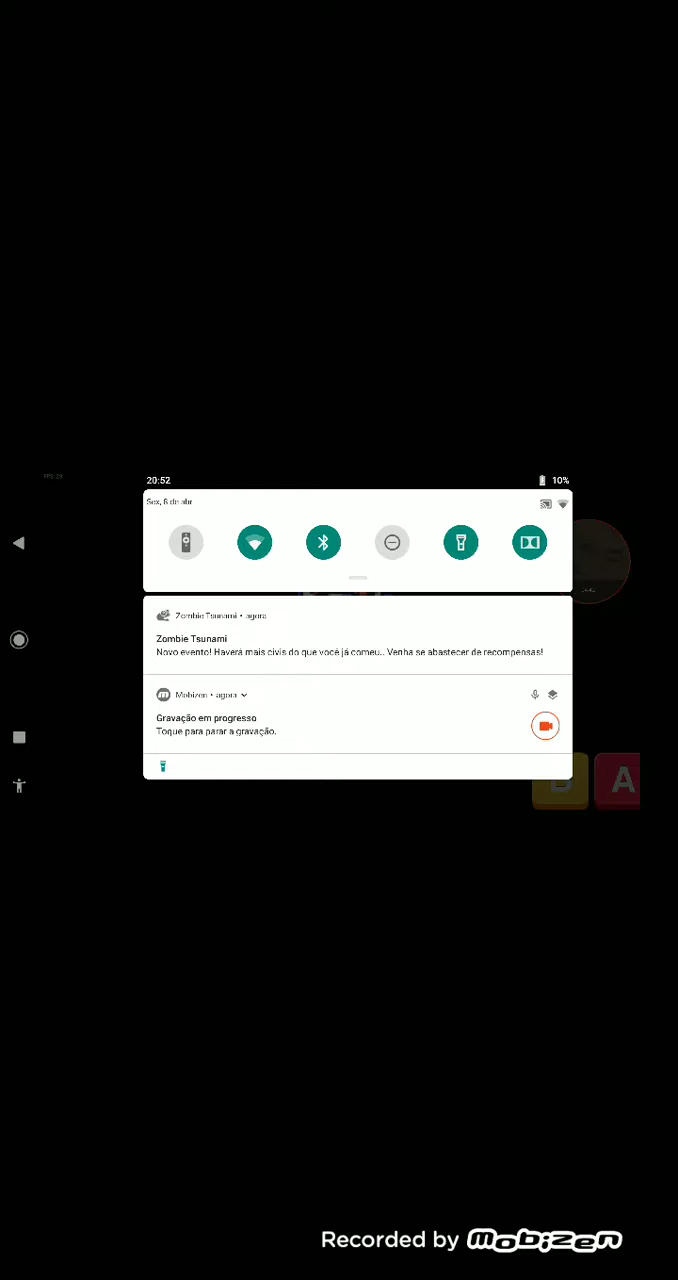 FPS: 29
20:52
10%
Sex, 6 de abr
Zombie Tsunami • agora
Zombie Tsunami
Novo evento! Haverá mais civis do que você já comeu.. Venha se abastecer de recompensas!
Mobizen • agora
Gravação em progresso
Toque para parar a gravação.
B A
Recorded by mobizen